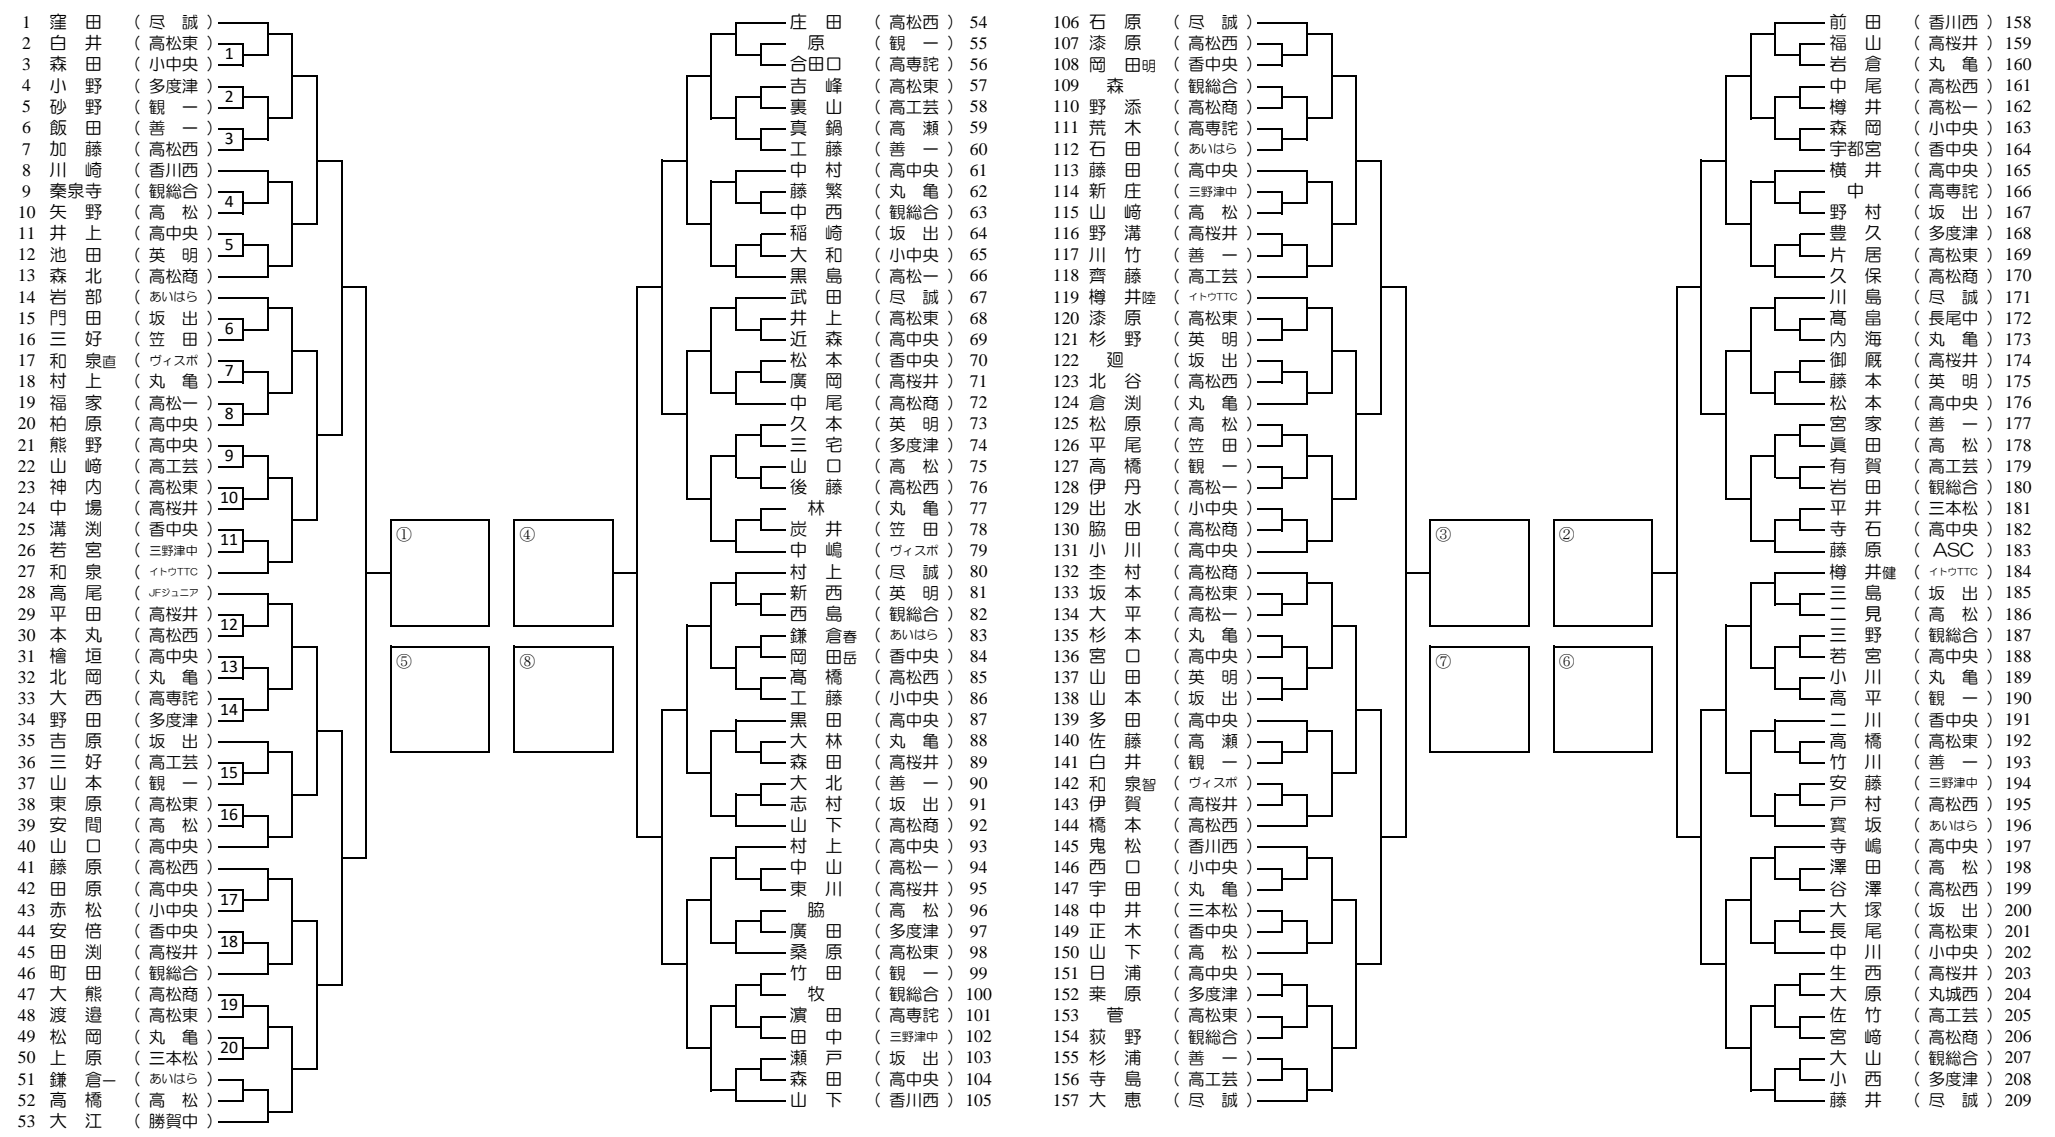 1 窪田 （尽誠）
2 白井 （高松東）
3 森田 （小中央）
4 小野 （多度津）
5 砂野 （観一）
6 飯田 （善一）
7 加藤 （高松西）
8 川崎 （香川西）
9 秦泉寺 （観総合）
10 矢野 （高松）
11 井上 （高中央）
12 池田 （英明）
13 森北 （高松商）
14 岩部 （あいはら）
15 門田 （坂出）
16 三好 （笠田）
17 和泉直 （ヴィスポ）
18 村上 （丸亀）
19 福家 （高松一）
20 柏原 （高中央）
21 熊野 （高中央）
22 山﨑 （高工芸）
23 神内 （高松東）
24 中場 （高桜井）
25 溝渕 （香中央）
26 若宮 （三野津中）
27 和泉 （イトウTTC）
28 高尾 （JFジュニア）
29 平田 （高桜井）
30 本丸 （高松西）
31 檜垣 （高中央）
32 北岡 （丸亀）
33 大西 （高専詫）
34 野田 （多度津）
35 吉原 （坂出）
36 三好 （高工芸）
37 山本 （観一）
38 東原 （高松東）
39 安間 （高松）
40 山口 （高中央）
41 藤原 （高松西）
42 田原 （高中央）
43 赤松 （小中央）
44 安倍 （香中央）
45 田渕 （高桜井）
46 町田 （観総合）
47 大熊 （高松商）
48 渡邉 （高松東）
49 松岡 （丸亀）
50 上原 （三本松）
51 鎌倉一 （あいはら）
52 高橋 （高松）
53 大江 （勝賀中）
1
2
3
4
5
6
7
8
9
10
11
12
13
14
15
16
17
18
19
20
①
④
⑤
⑧
庄田 （高松西） 54
原 （観一） 55
合田口 （高専詫） 56
吉峰 （高松東） 57
裏山 （高工芸） 58
真鍋 （高瀬） 59
工藤 （善一） 60
中村 （高中央） 61
藤繁 （丸亀） 62
中西 （観総合） 63
稲崎 （坂出） 64
大和 （小中央） 65
黒島 （高松一） 66
武田 （尽誠） 67
井上 （高松東） 68
近森 （高中央） 69
松本 （香中央） 70
廣岡 （高桜井） 71
中尾 （高松商） 72
久本 （英明） 73
三宅 （多度津） 74
山口 （高松） 75
後藤 （高松西） 76
林 （丸亀） 77
炭井 （笠田） 78
中嶋 （ヴィスポ） 79
村上 （尽誠） 80
新西 （英明） 81
西島 （観総合） 82
鎌倉春 （あいはら） 83
岡田岳 （香中央） 84
髙橋 （高松西） 85
工藤 （小中央） 86
黒田 （高中央） 87
大林 （丸亀） 88
森田 （高桜井） 89
大北 （善一） 90
志村 （坂出） 91
山下 （高松商） 92
村上 （高中央） 93
中山 （高松一） 94
東川 （高桜井） 95
脇 （高松） 96
廣田 （多度津） 97
桑原 （高松東） 98
竹田 （観一） 99
牧 （観総合） 100
濵田 （高専詫） 101
田中 （三野津中） 102
瀬戸 （坂出） 103
森田 （高中央） 104
山下 （香川西） 105
106 石原 （尽誠）
107 漆原 （高松西）
108 岡田明 （香中央）
109 森 （観総合）
110 野添 （高松商）
111 荒木 （高専詫）
112 石田 （あいはら）
113 藤田 （高中央）
114 新庄 （三野津中）
115 山﨑 （高松）
116 野溝 （高桜井）
117 川竹 （善一）
118 齊藤 （高工芸）
119 樽井陸 （イトウTTC）
120 漆原 （高松東）
121 杉野 （英明）
122 廻 （坂出）
123 北谷 （高松西）
124 倉渕 （丸亀）
125 松原 （高松）
126 平尾 （笠田）
127 高橋 （観一）
128 伊丹 （高松一）
129 出水 （小中央）
130 脇田 （高松商）
131 小川 （高中央）
132 杢村 （高松商）
133 坂本 （高松東）
134 大平 （高松一）
135 杉本 （丸亀）
136 宮口 （高中央）
137 山田 （英明）
138 山本 （坂出）
139 多田 （高中央）
140 佐藤 （高瀬）
141 白井 （観一）
142 和泉智 （ヴィスポ）
143 伊賀 （高桜井）
144 橋本 （高松西）
145 鬼松 （香川西）
146 西口 （小中央）
147 宇田 （丸亀）
148 中井 （三本松）
149 正木 （香中央）
150 山下 （高松）
151 日浦 （高中央）
152 乗原 （多度津）
153 菅 （高松東）
154 荻野 （観総合）
155 杉浦 （善一）
156 寺島 （高工芸）
157 大恵 （尽誠）
③
②
⑦
⑥
前田 （香川西） 158
福山 （高桜井） 159
岩倉 （丸亀） 160
中尾 （高松西） 161
樽井 （高松一） 162
森岡 （小中央） 163
宇都宮 （香中央） 164
横井 （高中央） 165
中 （高専詫） 166
野村 （坂出） 167
豊久 （多度津） 168
片居 （高松東） 169
久保 （高松商） 170
川島 （尽誠） 171
髙畠 （長尾中） 172
内海 （丸亀） 173
御厩 （高桜井） 174
藤本 （英明） 175
松本 （高中央） 176
宮家 （善一） 177
眞田 （高松） 178
有賀 （高工芸） 179
岩田 （観総合） 180
平井 （三本松） 181
寺石 （高中央） 182
藤原 （ASC） 183
樽井健 （イトウTTC） 184
三島 （坂出） 185
二見 （高松） 186
三野 （観総合） 187
若宮 （高中央） 188
小川 （丸亀） 189
高平 （観一） 190
二川 （香中央） 191
高橋 （高松東） 192
竹川 （善一） 193
安藤 （三野津中） 194
戸村 （高松西） 195
寳坂 （あいはら） 196
寺嶋 （高中央） 197
澤田 （高松） 198
谷澤 （高松西） 199
大塚 （坂出） 200
長尾 （高松東） 201
中川 （小中央） 202
生西 （高桜井） 203
大原 （丸城西） 204
佐竹 （高工芸） 205
宮﨑 （高松商） 206
大山 （観総合） 207
小西 （多度津） 208
藤井 （尽誠） 209